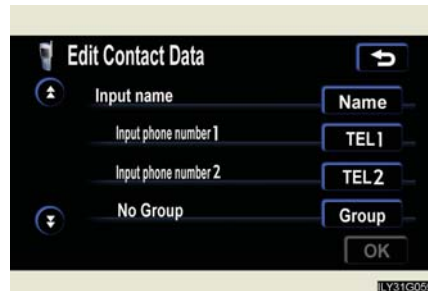 Edit Contact Data
Input name Name
Input phone number 1 TEL1
Input phone number 2 TEL2
No Group Group
OK
ILY31G05